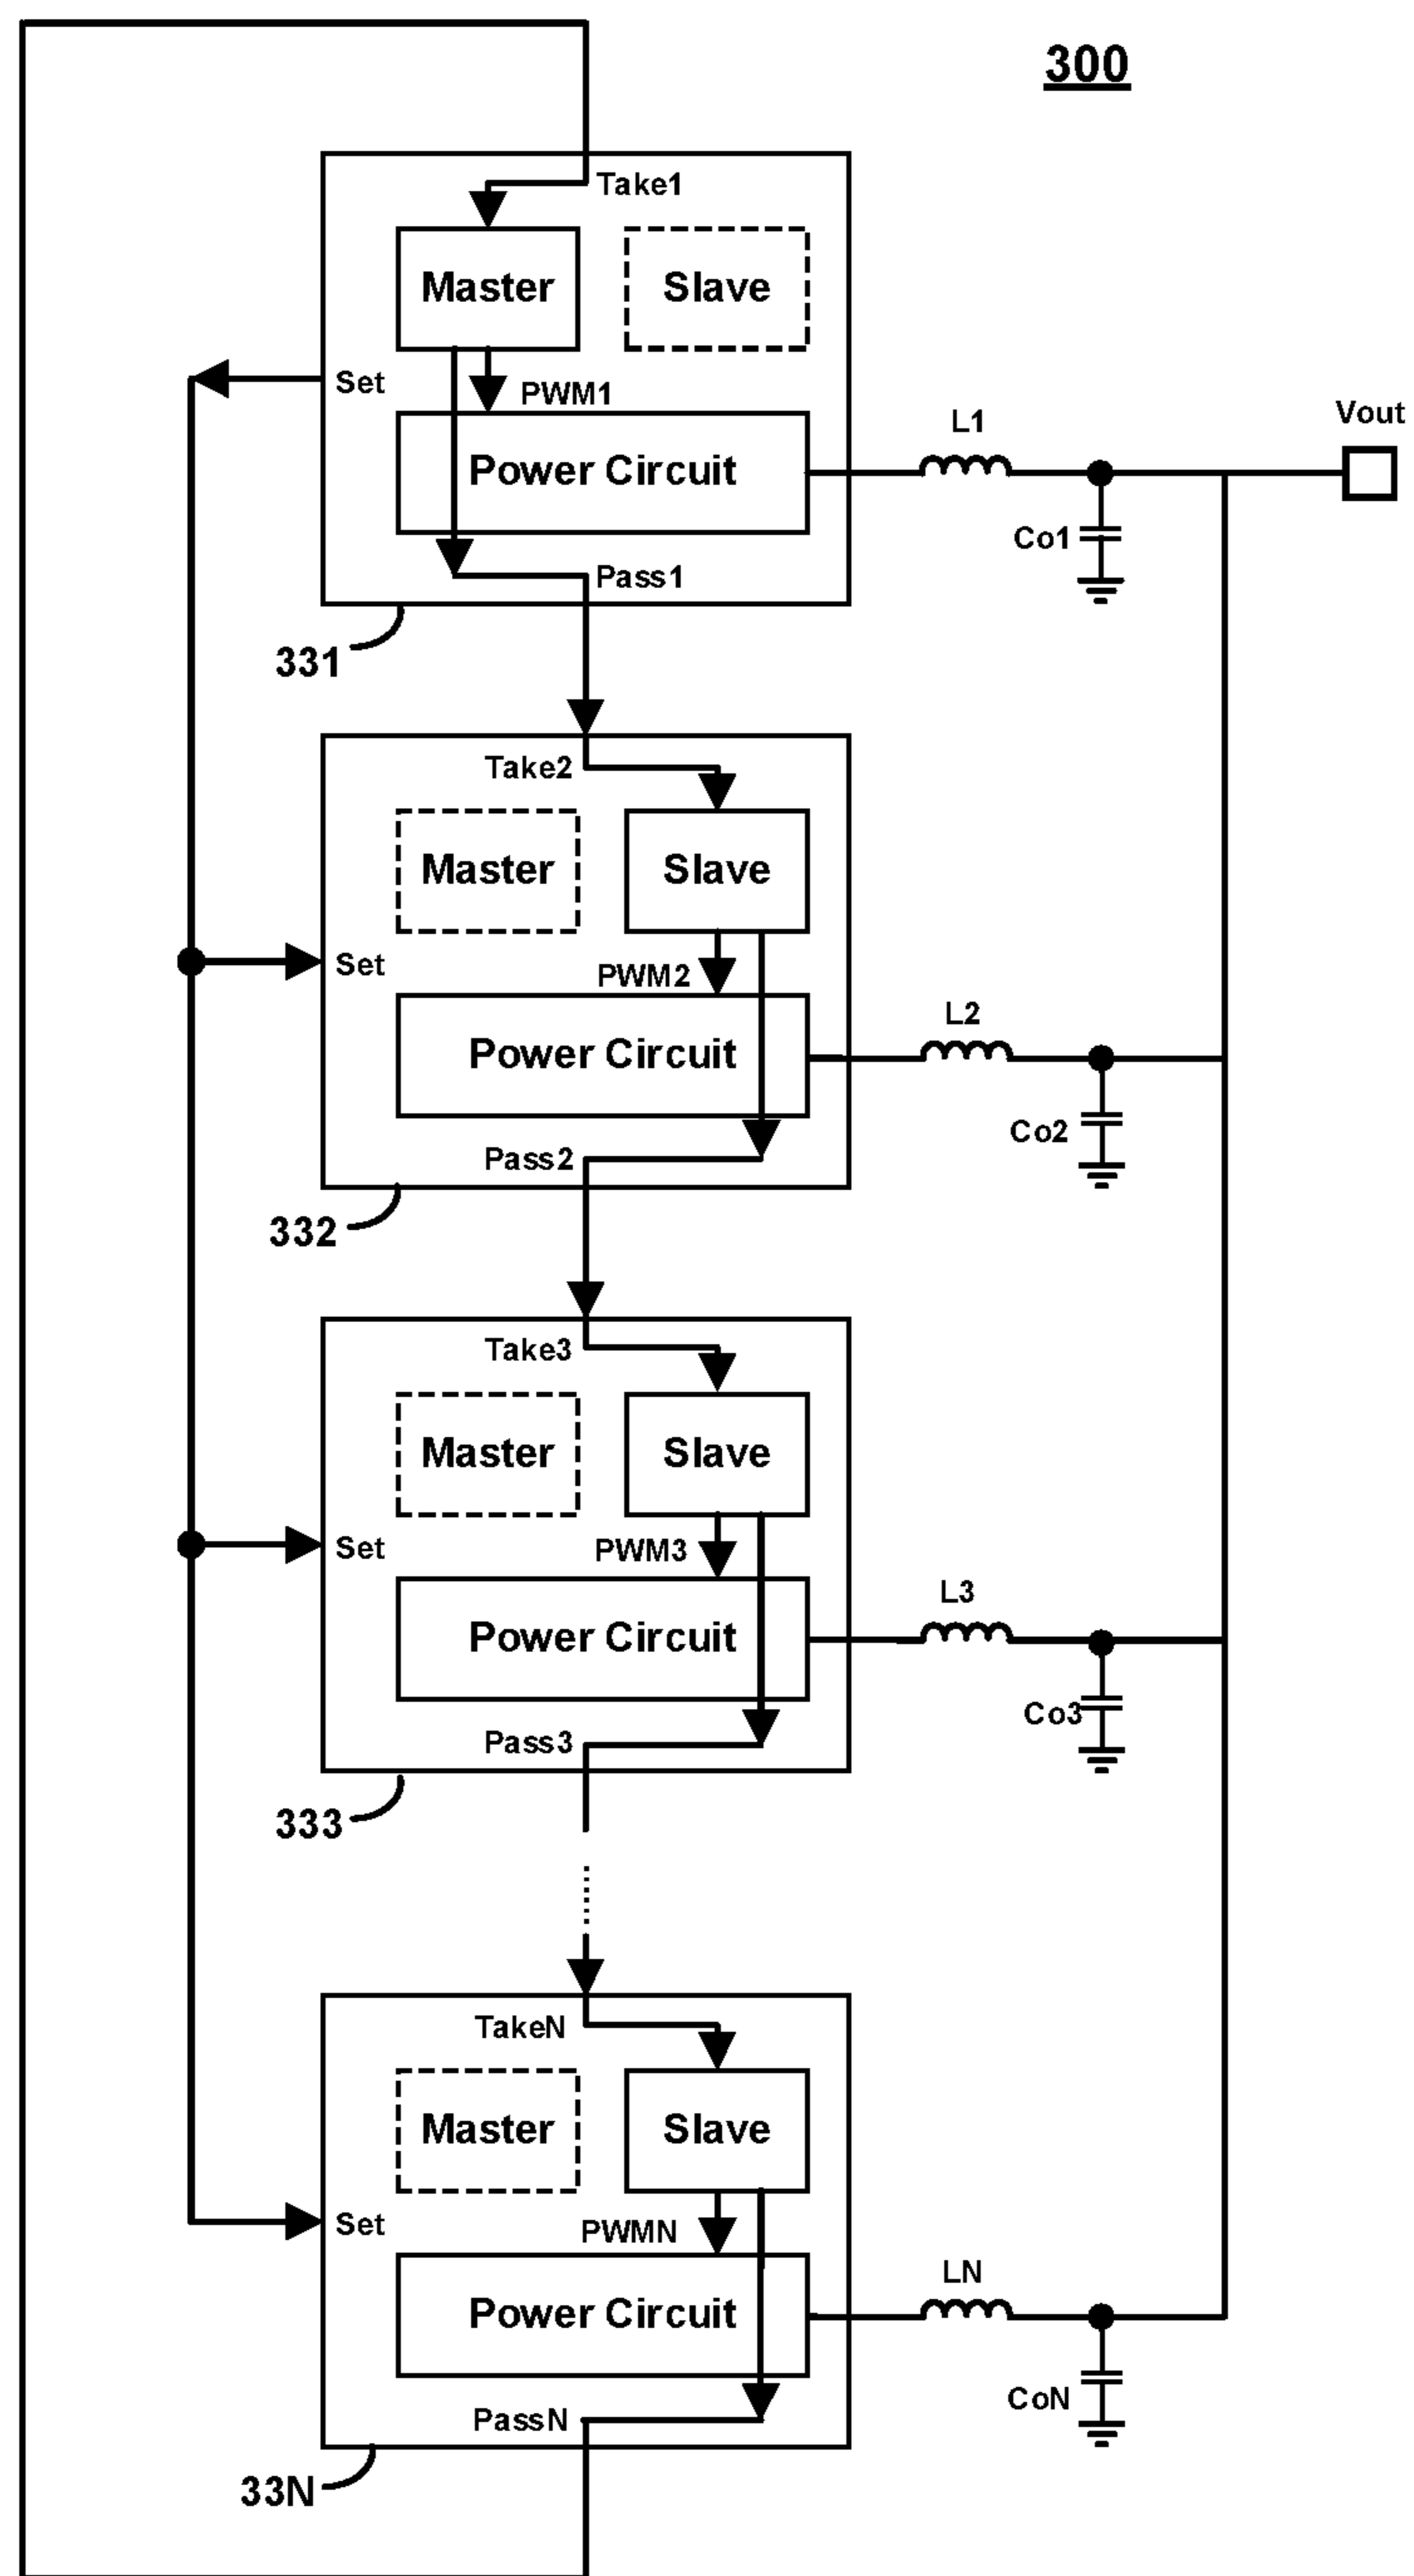 300
Take1
Master
Slave
Set
PWM1
Power Circuit
L1
Vout
Co1
Pass1
331
Take2
Master
Slave
Set
PWM2
Power Circuit
L2
Co2
Pass2
332
Take3
Master
Slave
Set
PWM3
Power Circuit
L3
Co3
Pass3
333
TakeN
Master
Slave
Set
PWMN
Power Circuit
LN
CoN
PassN
33N